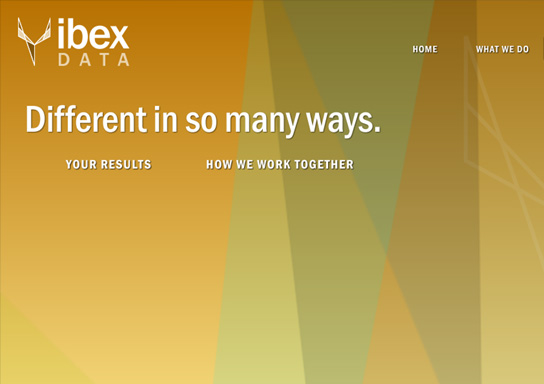 ibex
DATA
HOME WHAT WE DO
Different in so many ways.
YOUR RESULTS HOW WE WORK TOGETHER